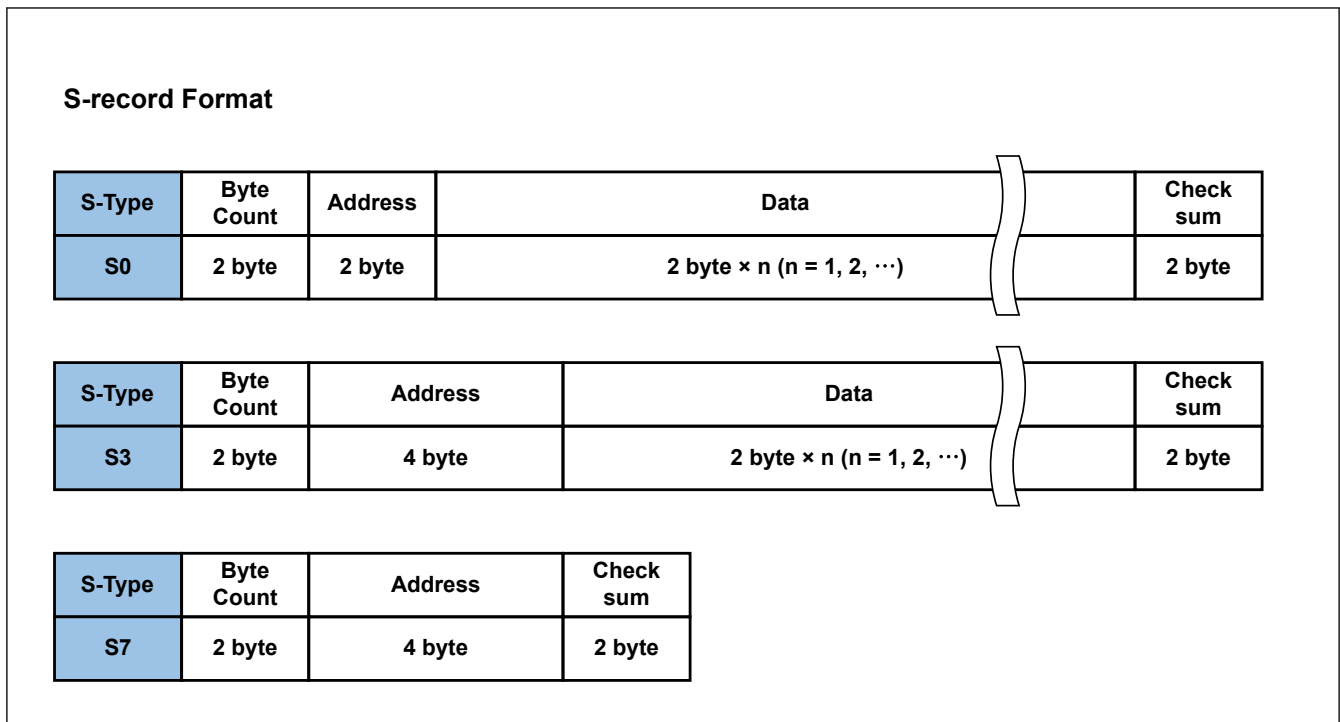 S-record Format
S-Type Byte Count Address Data Check sum
S0 2 byte 2 byte 2 byte × n (n = 1, 2, ⋯) 2 byte
S-Type Byte Count Address Data Check sum
S3 2 byte 4 byte 2 byte × n (n = 1, 2, ⋯) 2 byte
S-Type Byte Count Address Check sum
S7 2 byte 4 byte 2 byte